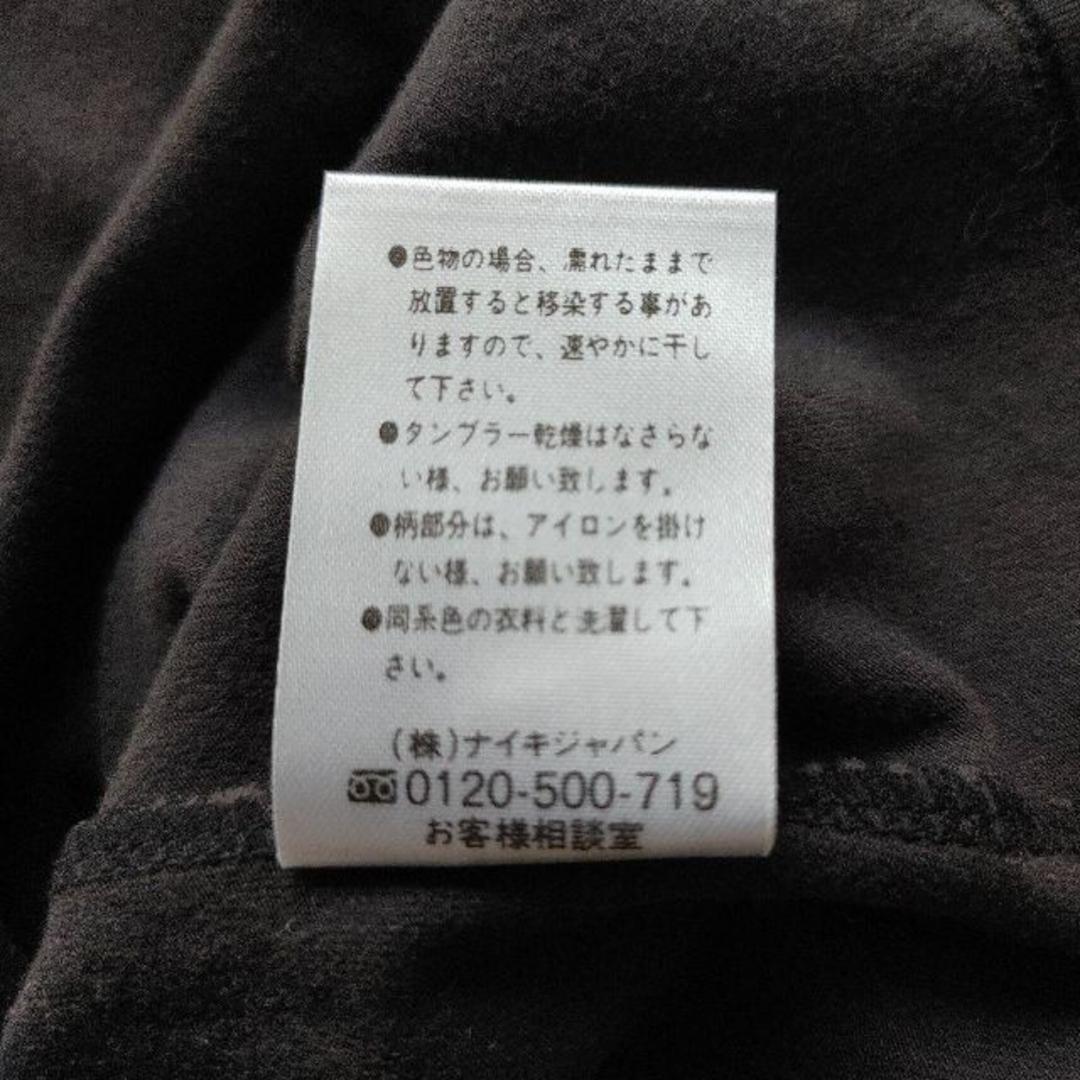 ●色物の場合、濡れたままで
放置すると移染する事があ
りますので、速やかに干し
て下さい。
●タンブラー乾燥はなさらな
い様、お願い致します。
●柄部分は、アイロンを掛け
ない様、お願い致します。
●同系色の衣料と洗濯して下
さい。
(株)ナイキジャパン
0120-500-719
お客様相談室